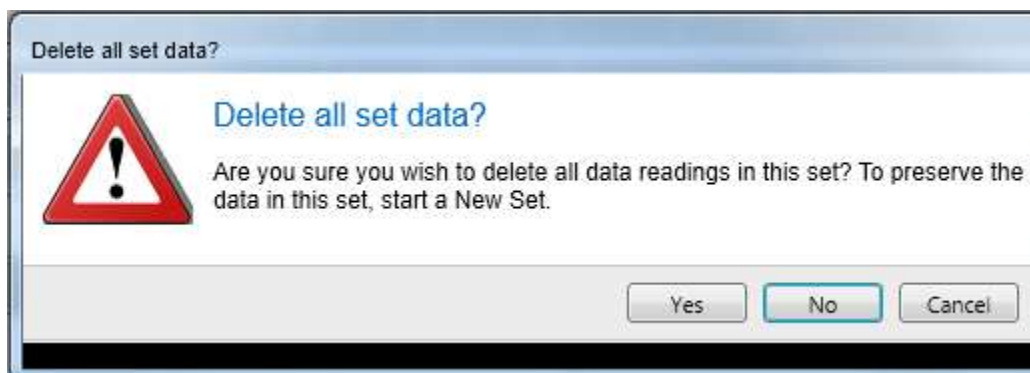 Delete all set data?
Delete all set data?
Are you sure you wish to delete all data readings in this set? To preserve the
data in this set, start a New Set.
Yes No Cancel